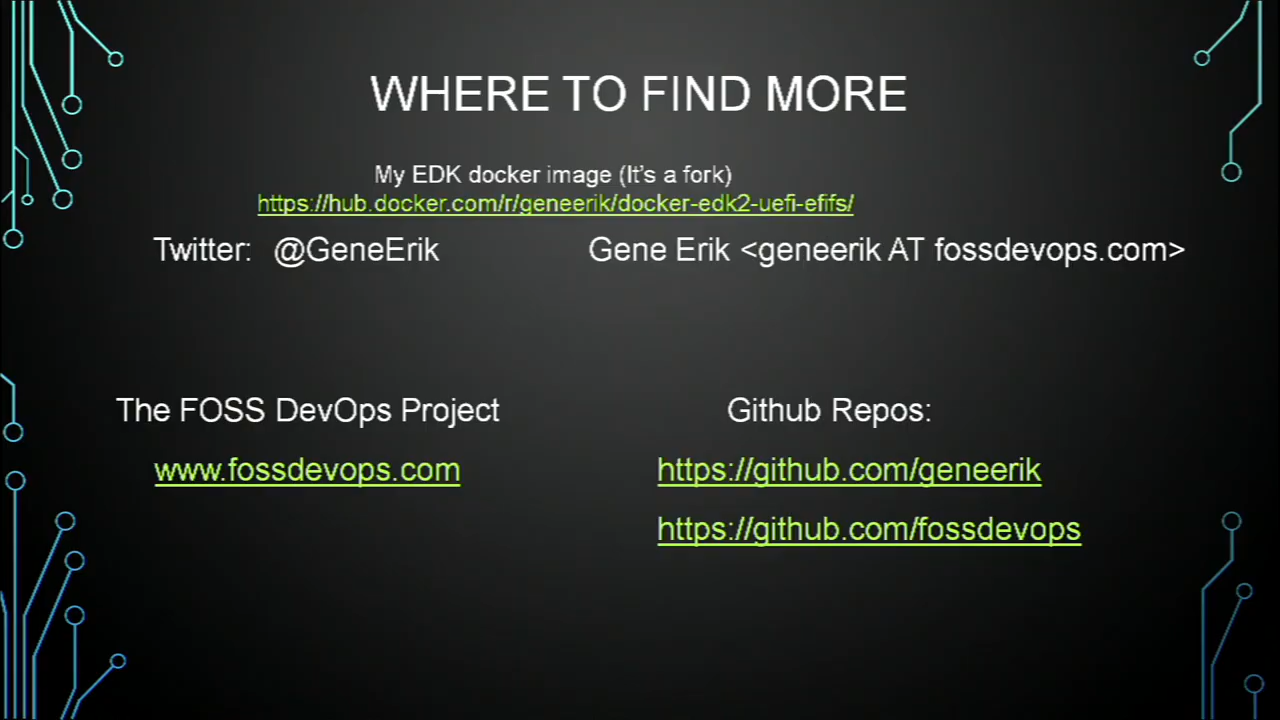 WHERE TO FIND MORE
My EDK docker image (It's a fork)
https://hub.docker.com/r/geneerik/docker-edk2-uefi-efifs/
Twitter: @GeneErik
Gene Erik <geneerik AT fossdevops.com>
The FOSS DevOps Project
www.fossdevops.com
Github Repos:
https://github.com/geneerik
https://github.com/fossdevops